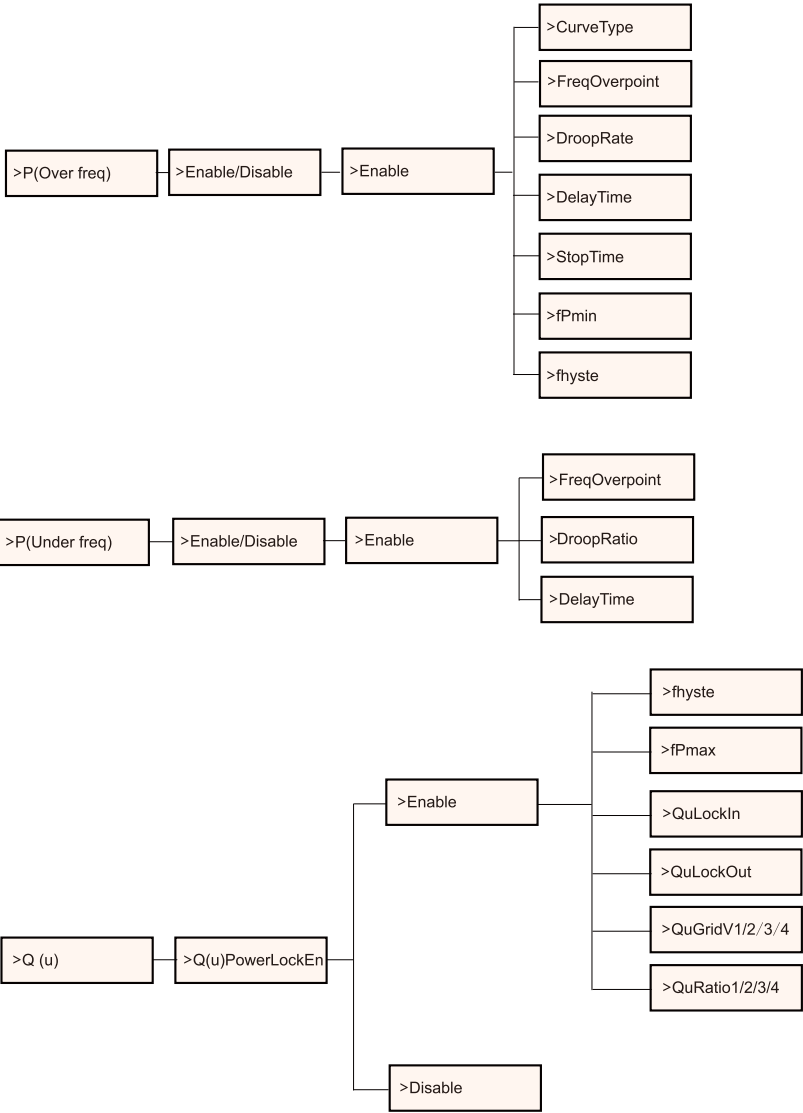 >P(Over freq)
>Enable/Disable
>Enable
>CurveType
>FreqOverpoint
>DroopRate
>DelayTime
>StopTime
>fPmin
>fhyste
>P(Under freq)
>Enable/Disable
>Enable
>FreqOverpoint
>DroopRatio
>DelayTime
>Q (u)
>Q(u)PowerLockEn
>Enable
>fhyste
>fPmax
>QuLockIn
>QuLockOut
>QuGridV1/2/3/4
>QuRatio1/2/3/4
>Disable